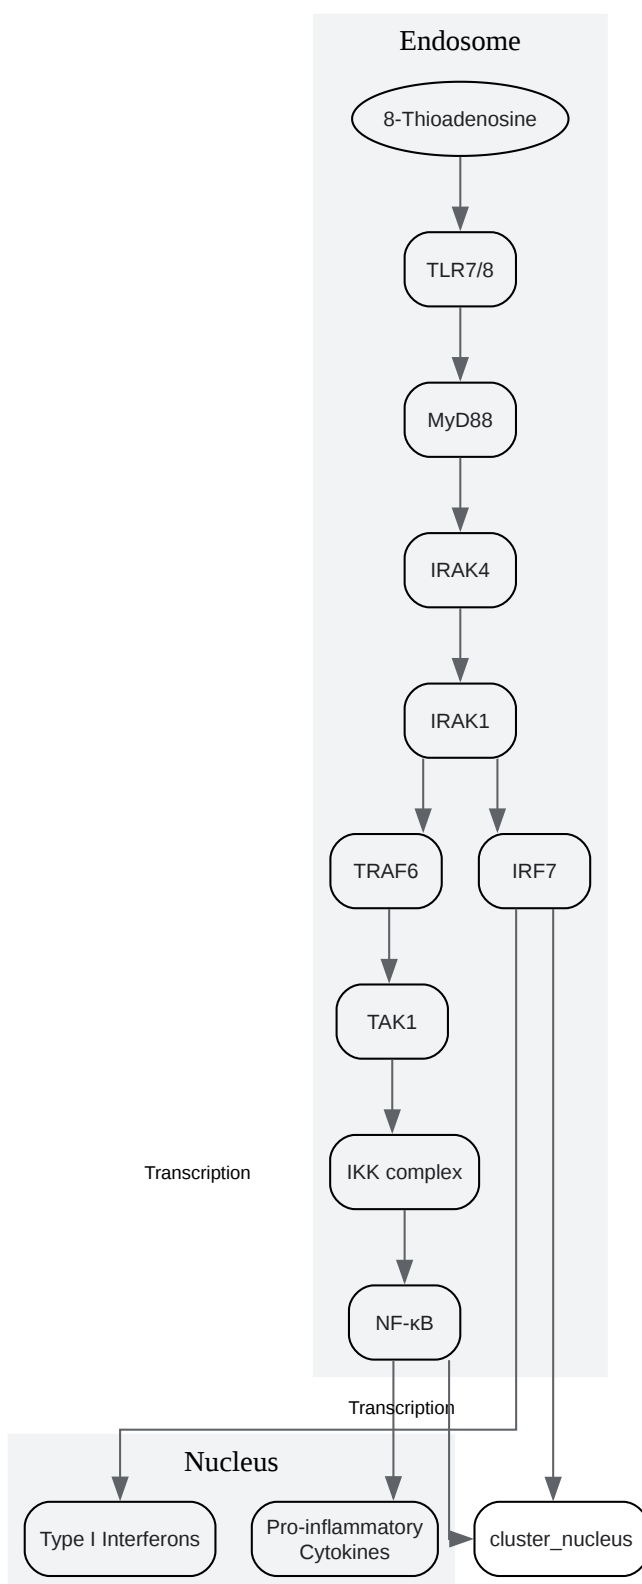 Endosome
8-Thioadenosine
TLR7/8
MyD88
IRAK4
IRAK1
TRAF6
IRF7
TAK1
IKK complex
Transcription
NF-κB
Transcription
Nucleus
Type I Interferons
Pro-inflammatory
Cytokines
cluster_nucleus